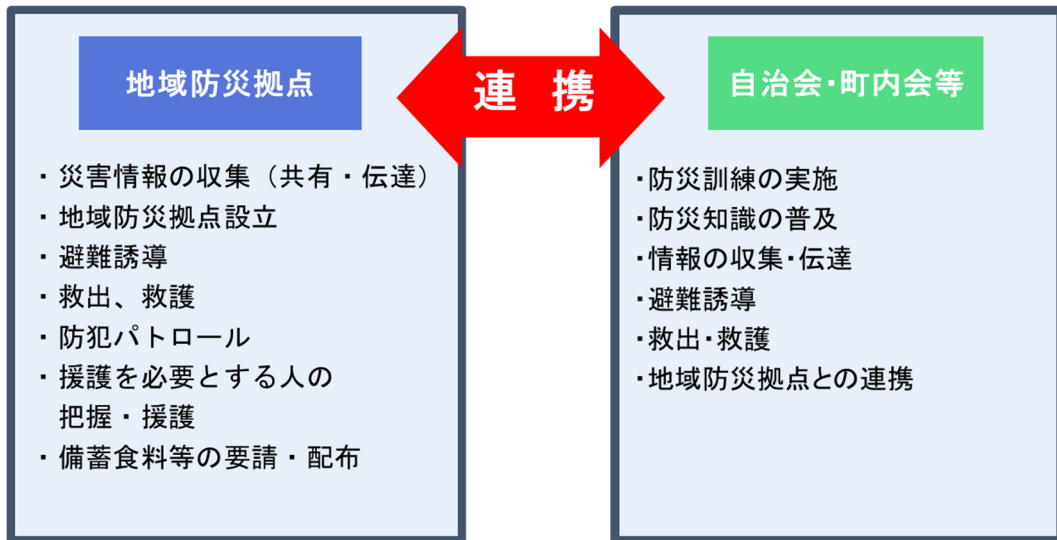 地域防災拠点
・災害情報の収集（共有・伝達）
・地域防災拠点設立
・避難誘導
・救出、救護
・防犯パトロール
・援護を必要とする人の
把握・援護
・備蓄食料等の要請・配布
連 携
自治会・町内会等
・防災訓練の実施
・防災知識の普及
・情報の収集・伝達
・避難誘導
・救出・救護
・地域防災拠点との連携